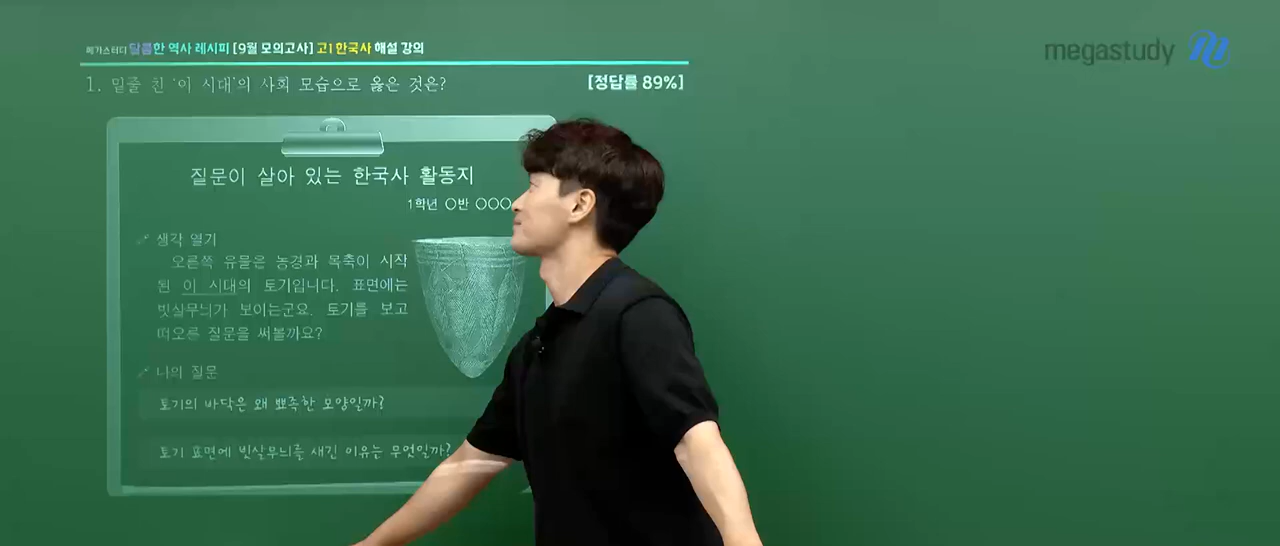 메가스터디 달콤한 역사 레시피 [9월 모의고사] 고1 한국사 해설 강의
megastudy
1. 밑줄 친 '이 시대'의 사회 모습으로 옳은 것은?
[정답률 89%]
질문이 살아 있는 한국사 활동지
1학년 ○반 ○○○
생각 열기
오른쪽 유물은 농경과 목축이 시작
된 이 시대의 토기입니다. 표면에는
빗살무늬가 보이는군요. 토기를 보고
떠오른 질문을 써볼까요?
나의 질문
토기의 바닥은 왜 뾰족한 모양일까?
토기 표면에 빗살무늬를 새긴 이유는 무엇일까?